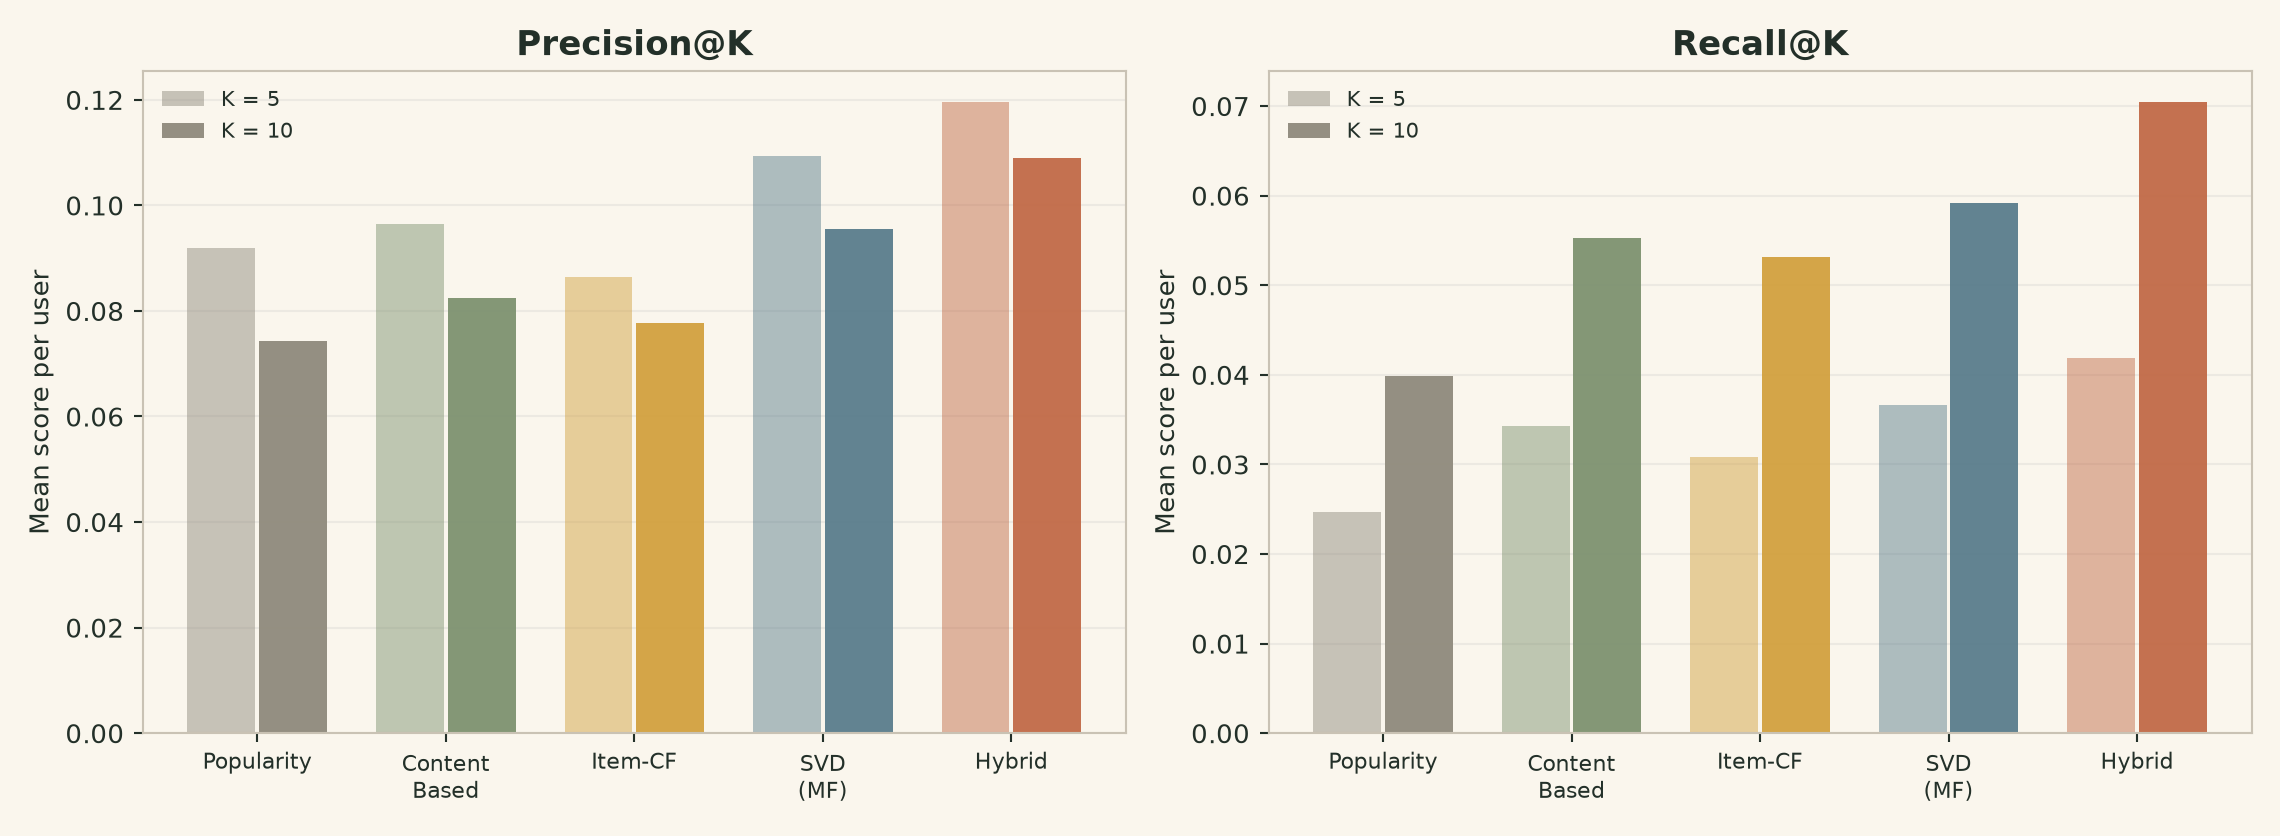 Precision@K
K = 5
K = 10
Mean score per user
0.12
0.10
0.08
0.06
0.04
0.02
0.00
Popularity
Content
Based
Item-CF
SVD
(MF)
Hybrid
Recall@K
K = 5
K = 10
Mean score per user
0.07
0.06
0.05
0.04
0.03
0.02
0.01
0.00
Popularity
Content
Based
Item-CF
SVD
(MF)
Hybrid